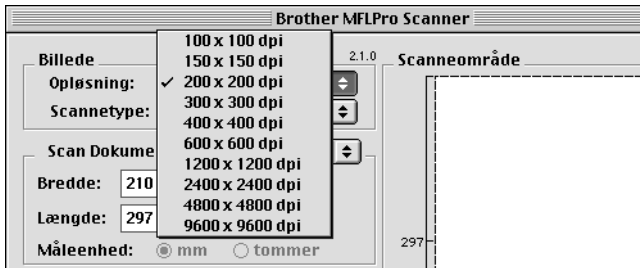 Brother MFLPro Scanner
Billede
2.1.0
Opløsning:
Scannetype:
100 x 100 dpi
150 x 150 dpi
✓ 200 x 200 dpi
300 x 300 dpi
400 x 400 dpi
600 x 600 dpi
1200 x 1200 dpi
2400 x 2400 dpi
4800 x 4800 dpi
9600 x 9600 dpi
Scan Dokume
Bredde: 210
Længde: 297
Måleenhed: mm tommer
Scanneområde
297